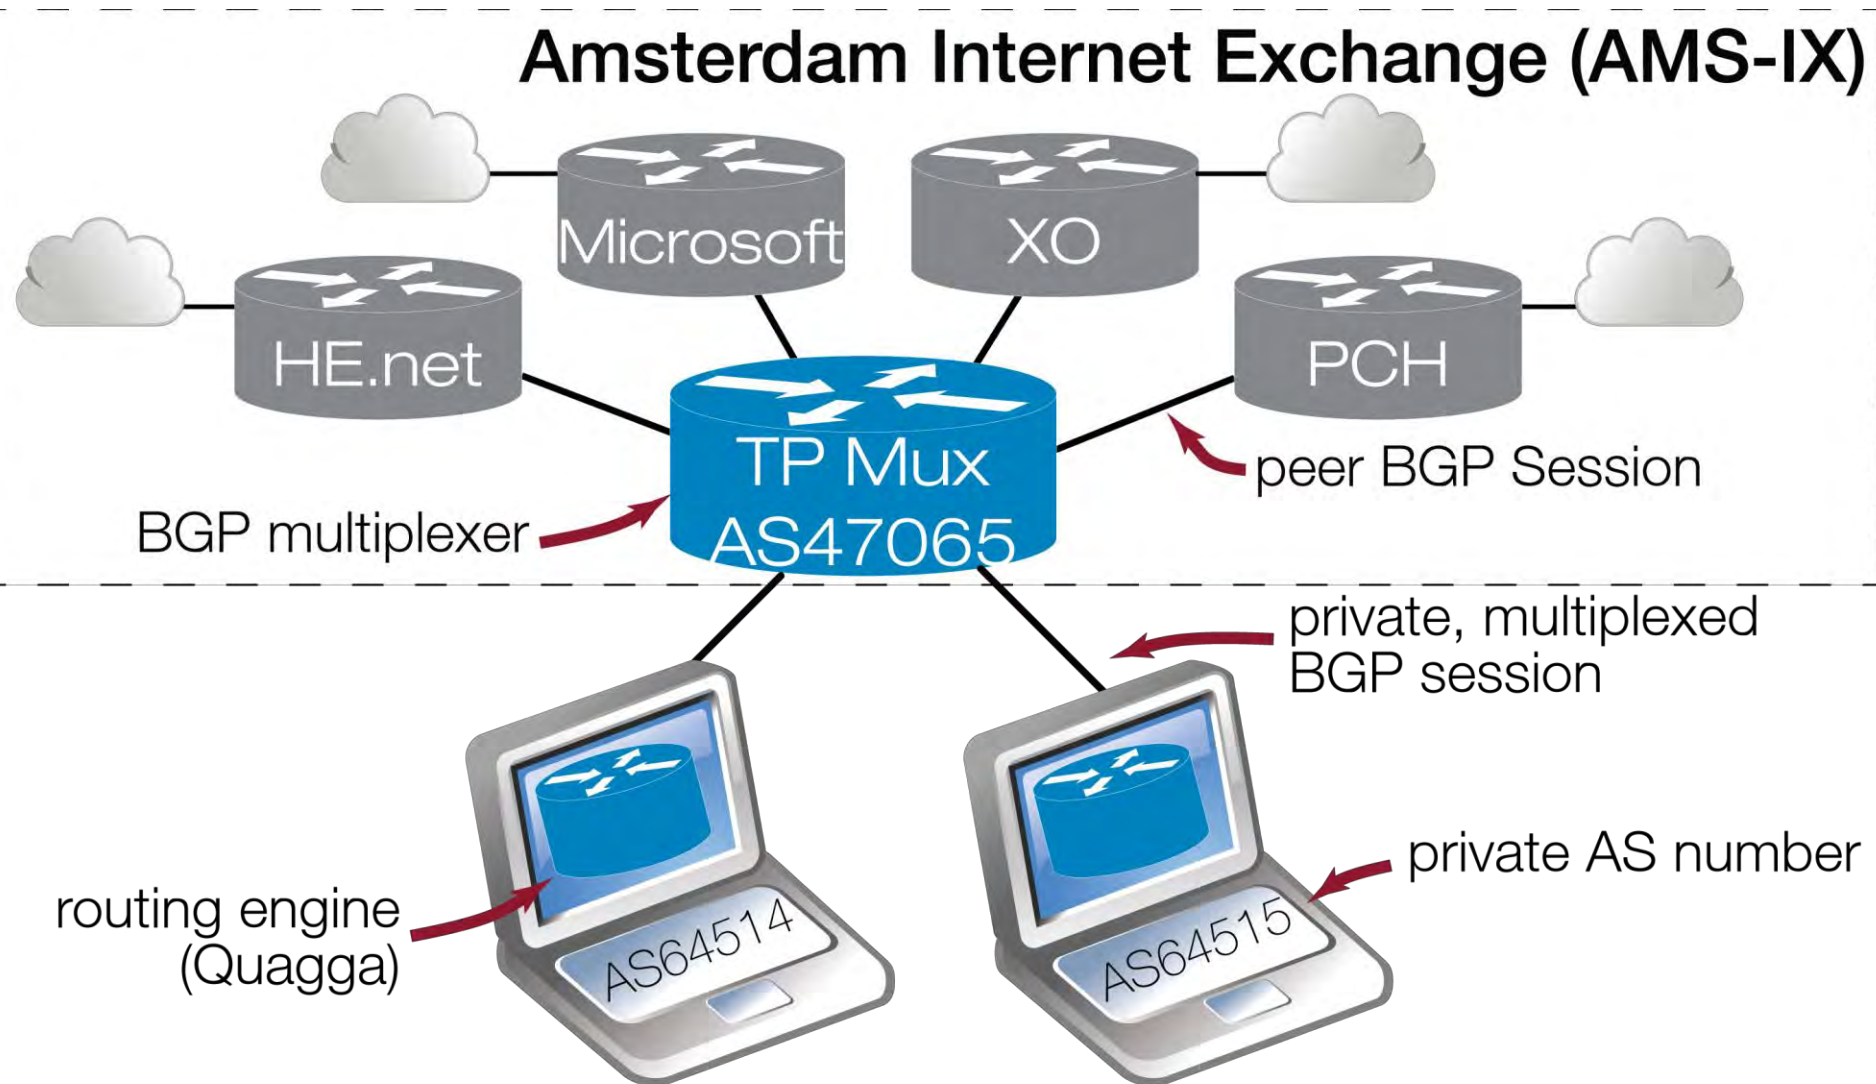 Amsterdam Internet Exchange (AMS-IX)
Microsoft
XO
HE.net
PCH
TP Mux
AS47065
peer BGP Session
BGP multiplexer
private, multiplexed
BGP session
private AS number
routing engine
(Quagga)
AS64514
AS64515